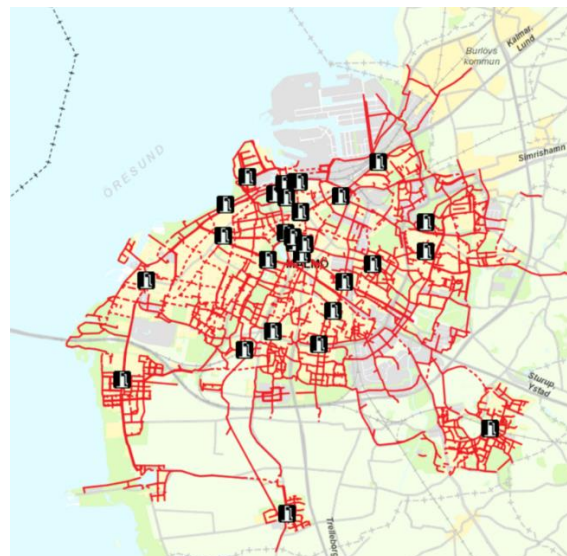 Burlövs
kommun
Kalmar,
Lund
ÖRESUND
Simrishamn
MALMÖ
Sturup,
Ystad
Trelleborg